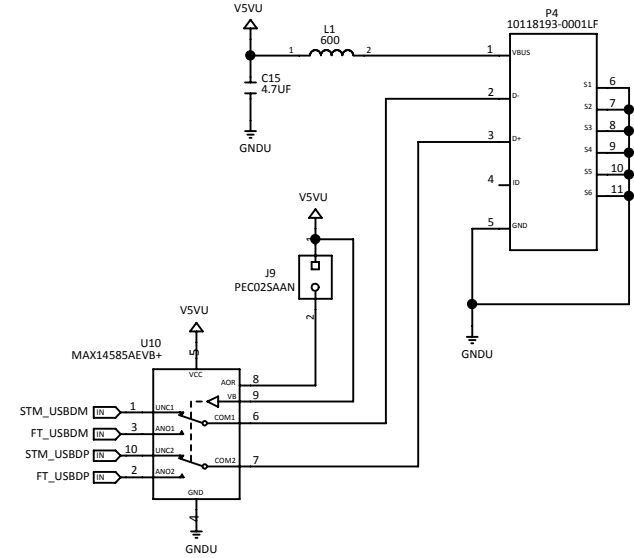 V5VU
L1
600
1
2
C15
4.7UF
GNDU
P4
10118193-0001LF
1
VBUS
2
D-
3
D+
4
ID
5
GND
S1
6
S2
7
S3
8
S4
9
S5
10
S6
11
GNDU
V5VU
1
J9
PEC02SAAN
2
V5VU
U10
MAX14585AEVB+
5
VCC
AOR
8
VB
9
STM_USBDM IN 1 UNC1
COM1
6
FT_USBDM IN 3 ANO1
STM_USBDP IN 10 UNC2
COM2
7
FT_USBDP IN 2 ANO2
GND
4
GNDU